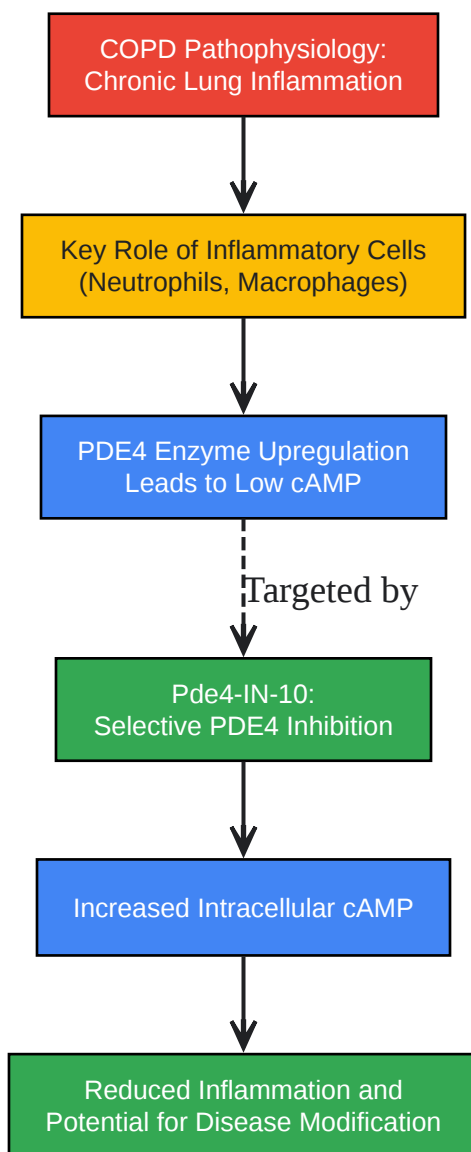 COPD Pathophysiology:
Chronic Lung Inflammation
Key Role of Inflammatory Cells
(Neutrophils, Macrophages)
PDE4 Enzyme Upregulation
Leads to Low cAMP
Targeted by
Pde4-IN-10:
Selective PDE4 Inhibition
Increased Intracellular cAMP
Reduced Inflammation and
Potential for Disease Modification